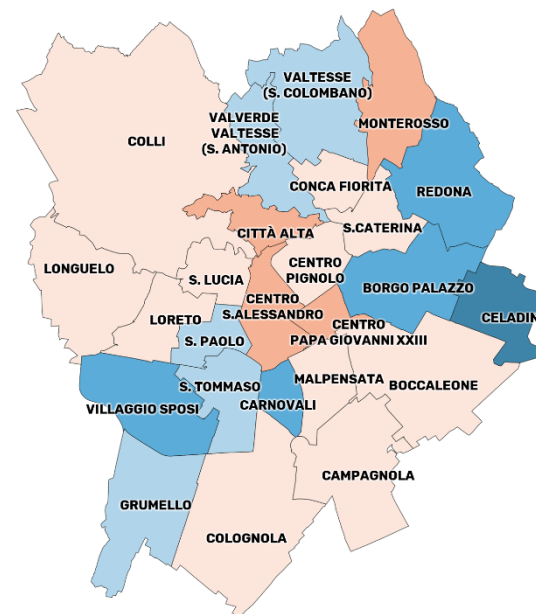 VALTESSE
(S. COLOMBANO)
MONTEROSSO
VALVERDE
VALTESSE
(S. ANTONIO)
COLLI
CONCA FIORITA
REDONA
S.CATERINA
CITTÀ ALTA
LONGUELO
S. LUCIA
CENTRO
PIGNOLO
BORGO PALAZZO
CENTRO
S.ALESSANDRO
LORETO
CELADIN
CENTRO
PAPA GIOVANNI XXIII
S. PAOLO
MALPENSATA
BOCCALEONE
S. TOMMASO
VILLAGGIO SPOSI
CARNOVALI
CAMPAGNOLA
GRUMELLO
COLOGNOLA